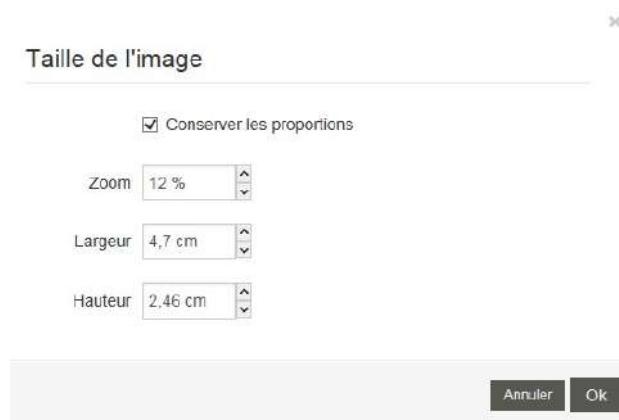 Taille de l'image
Conserver les proportions
Zoom 12 %
Largeur 4,7 cm
Hauteur 2,46 cm
Annuler Ok